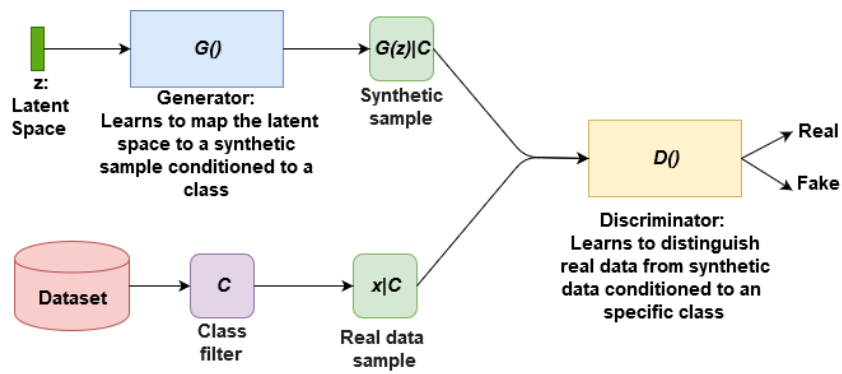 G()
G(z)|C
z:
Latent
Space
Generator:
Learns to map the latent
space to a synthetic
sample conditioned to a
class
Synthetic
sample
D()
Real
Fake
Discriminator:
Learns to distinguish
real data from synthetic
data conditioned to an
specific class
Dataset
C
x|C
Class
filter
Real data
sample